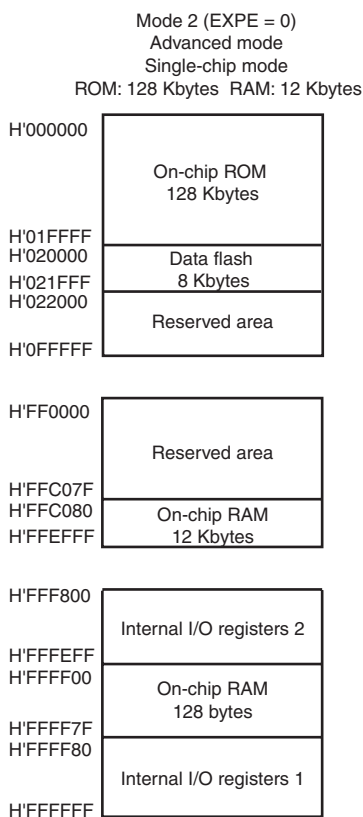 Mode 2 (EXPE = 0)
Advanced mode
Single-chip mode
ROM: 128 Kbytes RAM: 12 Kbytes
H'000000
On-chip ROM
128 Kbytes
H'01FFFF
H'020000
Data flash
8 Kbytes
H'021FFF
H'022000
Reserved area
H'0FFFFF
H'FF0000
Reserved area
H'FFC07F
H'FFC080
On-chip RAM
12 Kbytes
H'FFEFFF
H'FFF800
Internal I/O registers 2
H'FFFEFF
H'FFFF00
On-chip RAM
128 bytes
H'FFFF7F
H'FFFF80
Internal I/O registers 1
H'FFFFFF